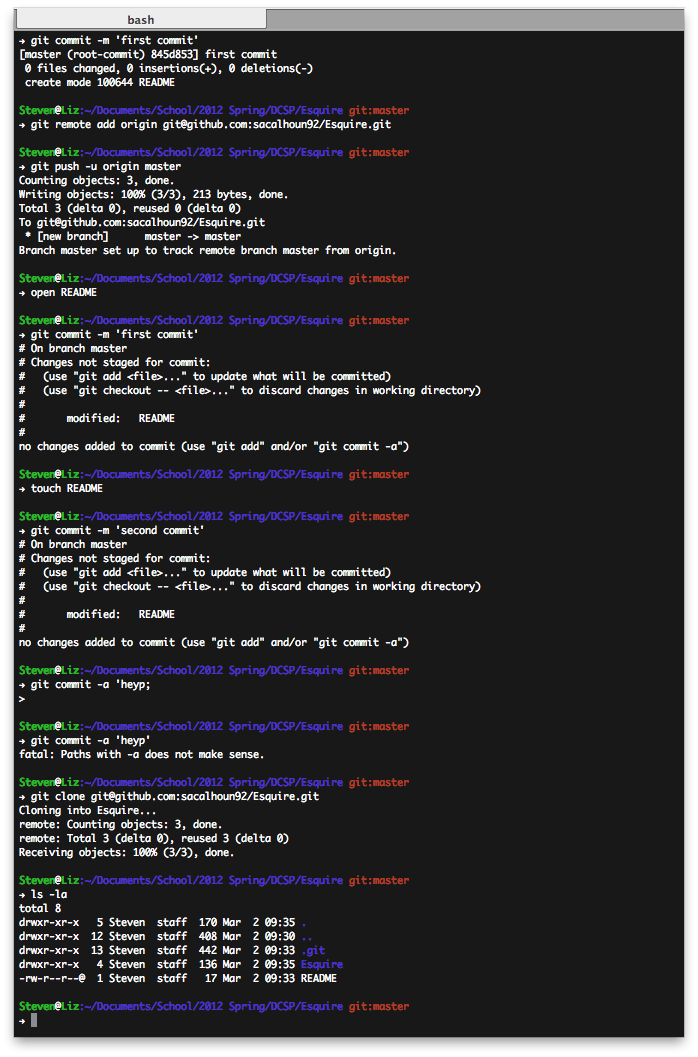 bash
→ git commit -m 'first commit'
[master (root-commit) 845d853] first commit
 0 files changed, 0 insertions(+), 0 deletions(-)
 create mode 100644 README
Steven@Liz:~/Documents/School/2012 Spring/DCSP/Esquire git:master
→ git remote add origin git@github.com:sacalhoun92/Esquire.git
Steven@Liz:~/Documents/School/2012 Spring/DCSP/Esquire git:master
→ git push -u origin master
Counting objects: 3, done.
Writing objects: 100% (3/3), 213 bytes, done.
Total 3 (delta 0), reused 0 (delta 0)
To git@github.com:sacalhoun92/Esquire.git
 * [new branch]      master -> master
Branch master set up to track remote branch master from origin.
Steven@Liz:~/Documents/School/2012 Spring/DCSP/Esquire git:master
→ open README
Steven@Liz:~/Documents/School/2012 Spring/DCSP/Esquire git:master
→ git commit -m 'first commit'
# On branch master
# Changes not staged for commit:
#   (use "git add <file>..." to update what will be committed)
#   (use "git checkout -- <file>..." to discard changes in working directory)
#
#       modified:   README
#
no changes added to commit (use "git add" and/or "git commit -a")
Steven@Liz:~/Documents/School/2012 Spring/DCSP/Esquire git:master
→ touch README
Steven@Liz:~/Documents/School/2012 Spring/DCSP/Esquire git:master
→ git commit -m 'second commit'
# On branch master
# Changes not staged for commit:
#   (use "git add <file>..." to update what will be committed)
#   (use "git checkout -- <file>..." to discard changes in working directory)
#
#       modified:   README
#
no changes added to commit (use "git add" and/or "git commit -a")
Steven@Liz:~/Documents/School/2012 Spring/DCSP/Esquire git:master
→ git commit -a 'heyp;
>
Steven@Liz:~/Documents/School/2012 Spring/DCSP/Esquire git:master
→ git commit -a 'heyp'
fatal: Paths with -a does not make sense.
Steven@Liz:~/Documents/School/2012 Spring/DCSP/Esquire git:master
→ git clone git@github.com:sacalhoun92/Esquire.git
Cloning into Esquire...
remote: Counting objects: 3, done.
remote: Total 3 (delta 0), reused 3 (delta 0)
Receiving objects: 100% (3/3), done.
Steven@Liz:~/Documents/School/2012 Spring/DCSP/Esquire git:master
→ ls -la
total 8
drwxr-xr-x   5 Steven  staff  170 Mar  2 09:35 .
drwxr-xr-x  12 Steven  staff  408 Mar  2 09:30 ..
drwxr-xr-x  13 Steven  staff  442 Mar  2 09:33 .git
drwxr-xr-x   4 Steven  staff  136 Mar  2 09:35 Esquire
-rw-r--r--@  1 Steven  staff   17 Mar  2 09:33 README
Steven@Liz:~/Documents/School/2012 Spring/DCSP/Esquire git:master
→